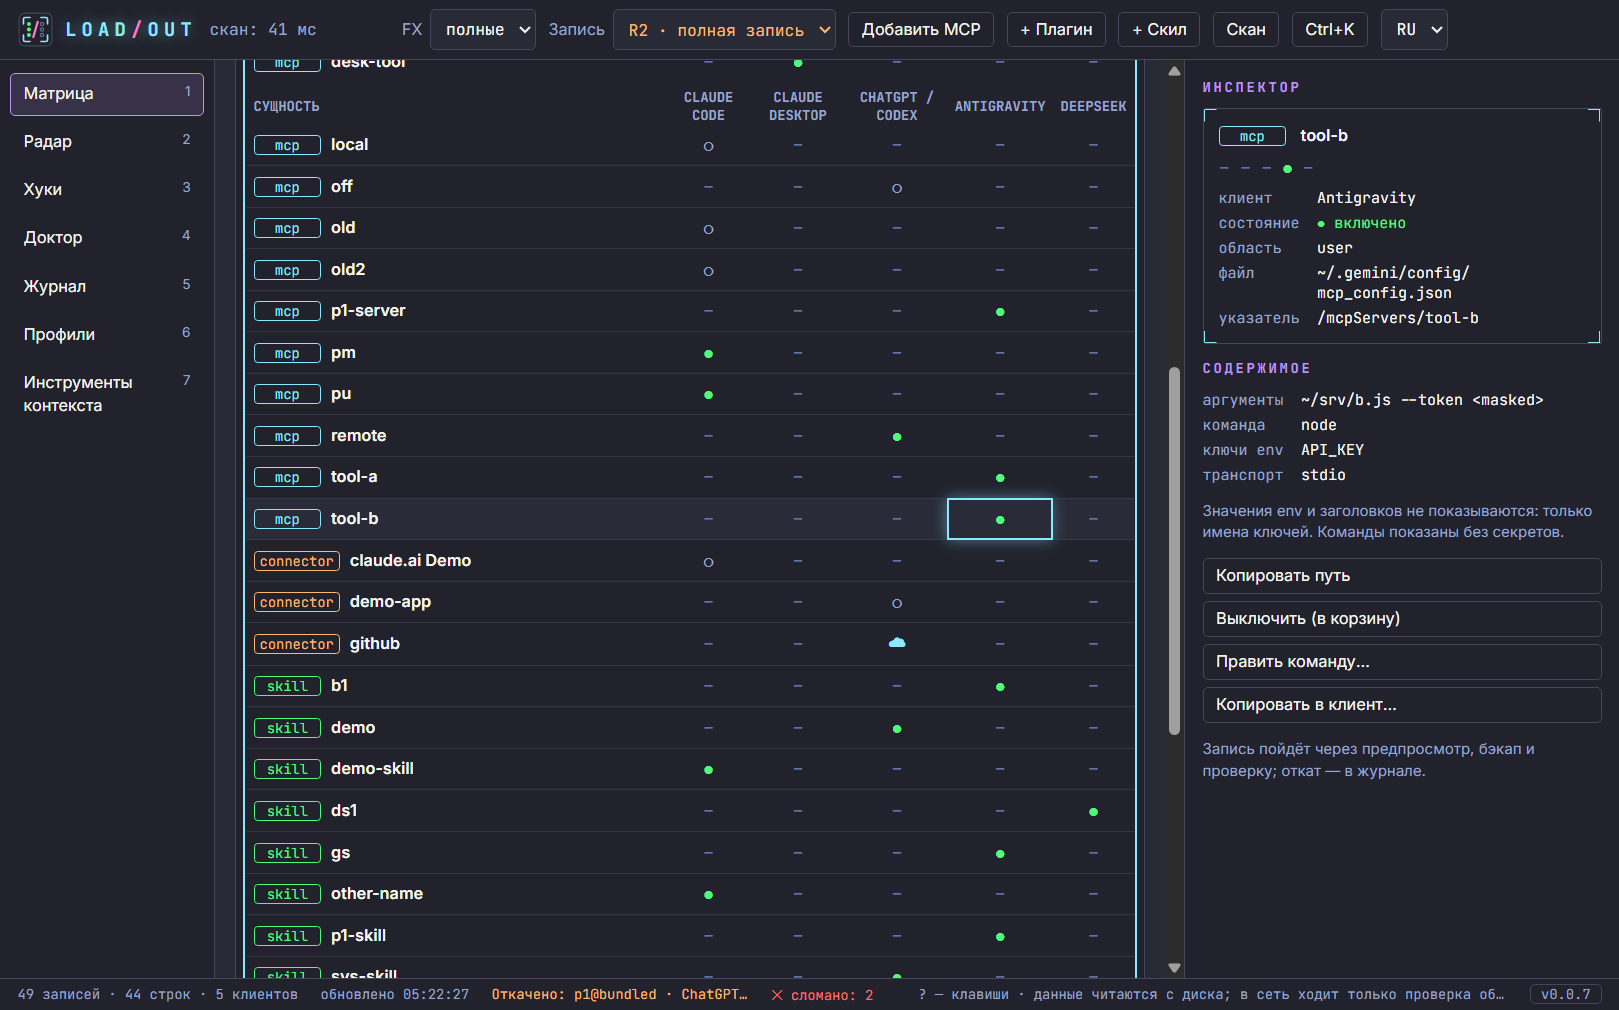 LOAD/OUT скан: 41 мс FX полные Запись R2 · полная запись Добавить MCP + Плагин + Скил Скан Ctrl+K RU
Матрица 1
Радар 2
Хуки 3
Доктор 4
Журнал 5
Профили 6
Инструменты контекста 7
mcp desk-tool — ● — — —
СУЩНОСТЬ CLAUDE CODE CLAUDE DESKTOP CHATGPT / CODEX ANTIGRAVITY DEEPSEEK
mcp local ○ — — — —
mcp off — — ○ — —
mcp old ○ — — — —
mcp old2 ○ — — — —
mcp p1-server — — — ● —
mcp pm ● — — — —
mcp pu ● — — — —
mcp remote — — ● — —
mcp tool-a — — — ● —
mcp tool-b — — — ● —
connector claude.ai Demo ○ — — — —
connector demo-app — — ○ — —
connector github — — — —
skill b1 — — — ● —
skill demo — — ● — —
skill demo-skill ● — — — —
skill ds1 — — — — ●
skill gs — — — ● —
skill other-name ● — — — —
skill p1-skill — — — ● —
skill sys-skill — — ● — —
ИНСПЕКТОР
mcp tool-b
— — — ● —
клиент Antigravity
состояние ● включено
область user
файл ~/.gemini/config/
mcp_config.json
указатель /mcpServers/tool-b
СОДЕРЖИМОЕ
аргументы ~/srv/b.js --token <masked>
команда node
ключи env API_KEY
транспорт stdio
Значения env и заголовков не показываются: только
имена ключей. Команды показаны без секретов.
Копировать путь
Выключить (в корзину)
Править команду...
Копировать в клиент...
Запись пойдёт через предпросмотр, бэкап и
проверку; откат — в журнале.
49 записей · 44 строк · 5 клиентов обновлено 05:22:27 Откачено: p1@bundled · ChatGPT… ✕ сломано: 2 ? — клавиши · данные читаются с диска; в сеть ходит только проверка об… v0.0.7